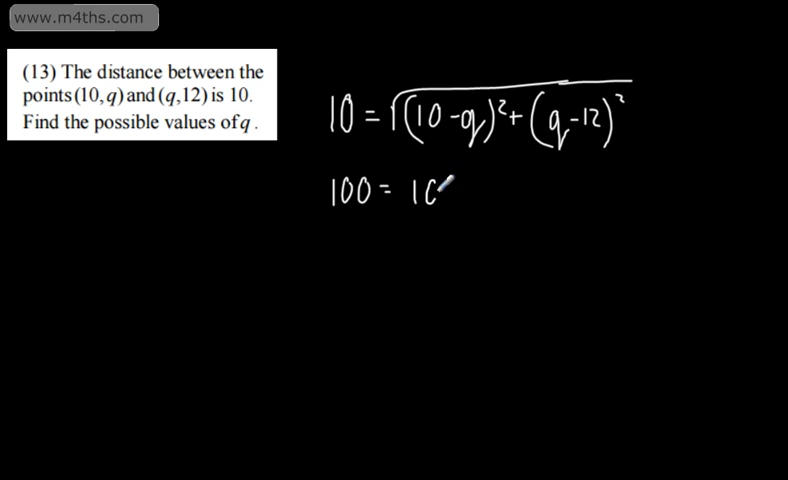 www.m4ths.com
(13) The distance between the
points (10, q) and (q,12) is 10.
Find the possible values of q .
10 = √(10 - q)² + (q - 12)²
100 = 10